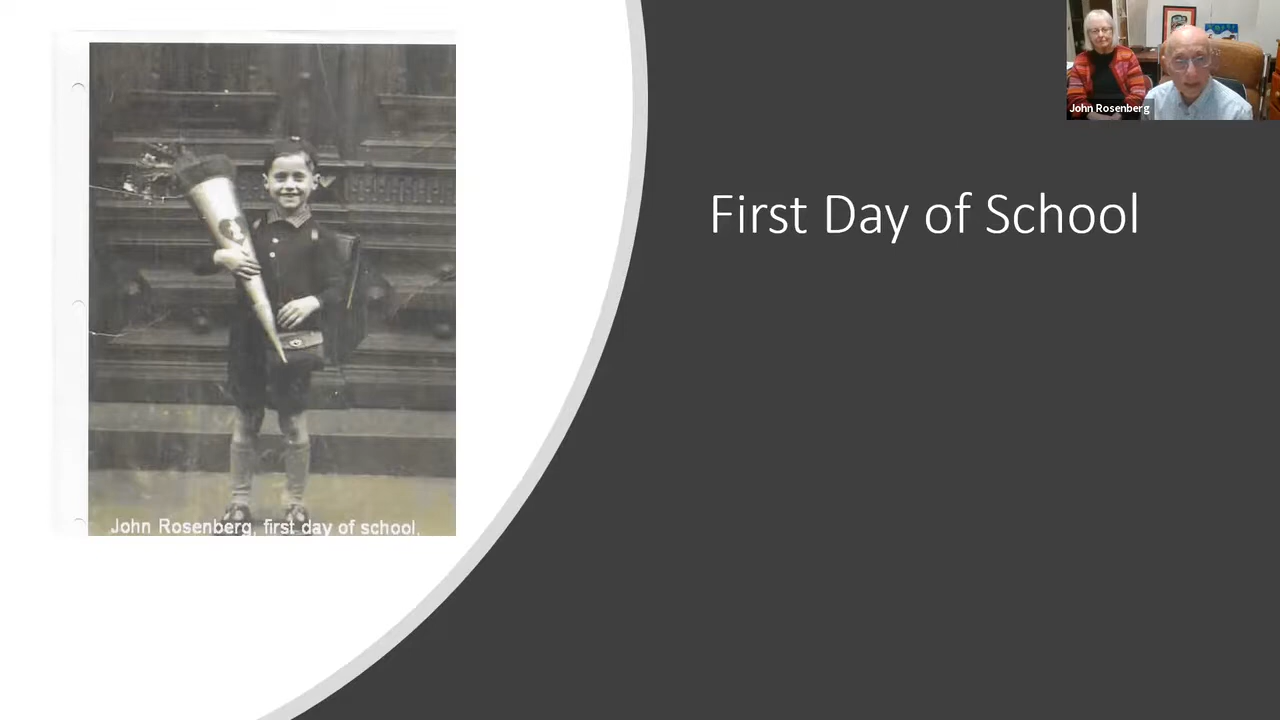 First Day of School
John Rosenberg, first day of school,
John Rosenberg